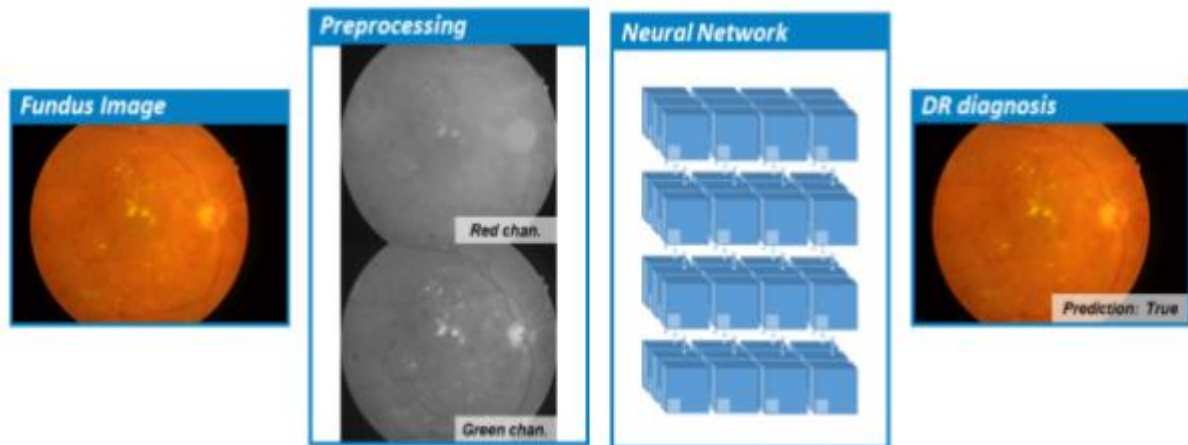 Fundus Image
Preprocessing
Red chan.
Green chan.
Neural Network
DR diagnosis
Prediction: True